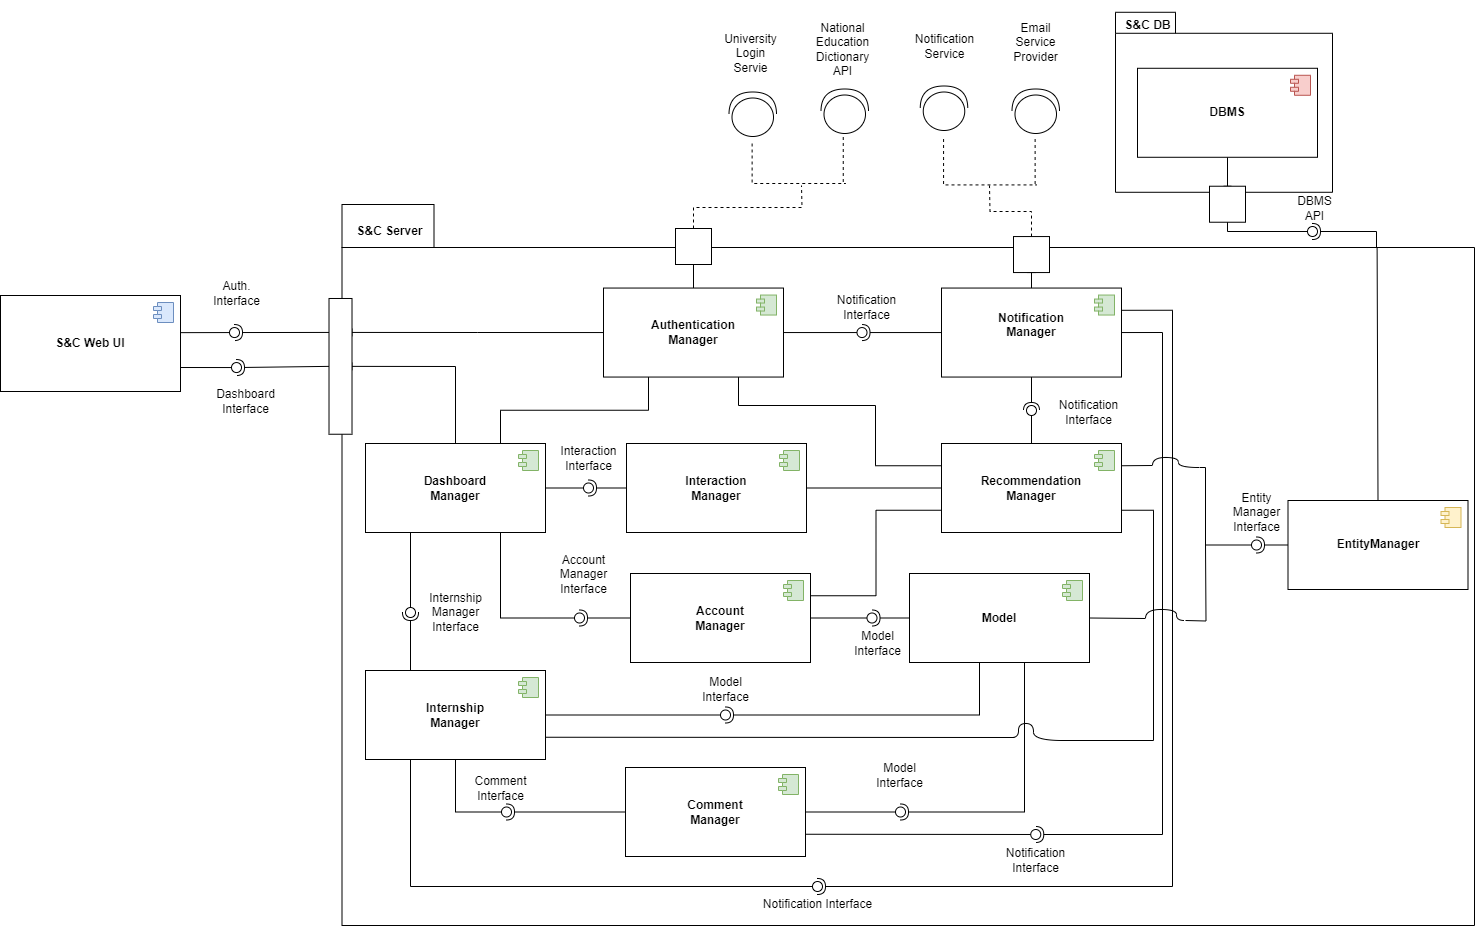 University
Login
Servie
National
Education
Dictionary
API
Notification
Service
Email
Service
Provider
S&C DB
DBMS
DBMS
API
S&C Server
Auth.
Interface
S&C Web UI
Dashboard
Interface
Authentication
Manager
Notification
Interface
Notification
Manager
Notification
Interface
Dashboard
Manager
Interaction
Interface
Interaction
Manager
Recommendation
Manager
Entity
Manager
Interface
EntityManager
Internship
Manager
Interface
Account
Manager
Interface
Account
Manager
Model
Interface
Model
Internship
Manager
Model
Interface
Comment
Interface
Comment
Manager
Model
Interface
Notification
Interface
Notification Interface